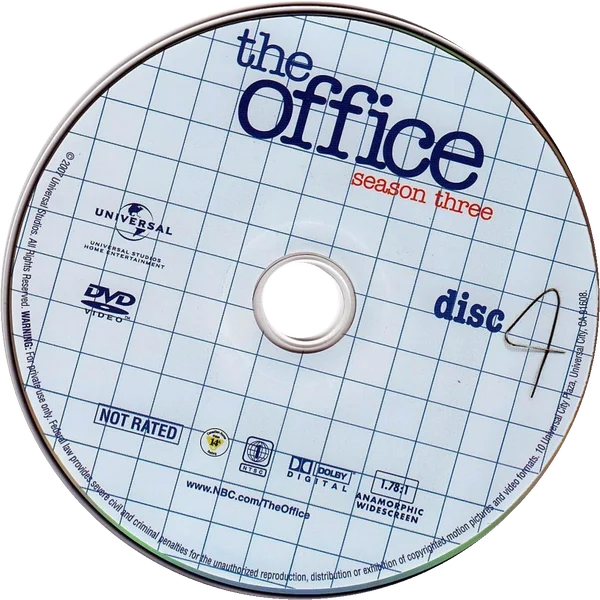 the
office
season three
UNIVERSAL
UNIVERSAL STUDIOS
HOME ENTERTAINMENT
DVD
VIDEO™
disc 4
NOT RATED
14
NTSC
DOLBY
DIGITAL
1.78:1
ANAMORPHIC
WIDESCREEN
www.NBC.com/TheOffice
© 2007 Universal Studios. All Rights Reserved. WARNING: For private use only. Federal law provides severe civil and criminal penalties for the unauthorized reproduction, distribution or exhibition of copyrighted motion pictures and video formats. 10 Universal City Plaza, Universal City, CA 91608.